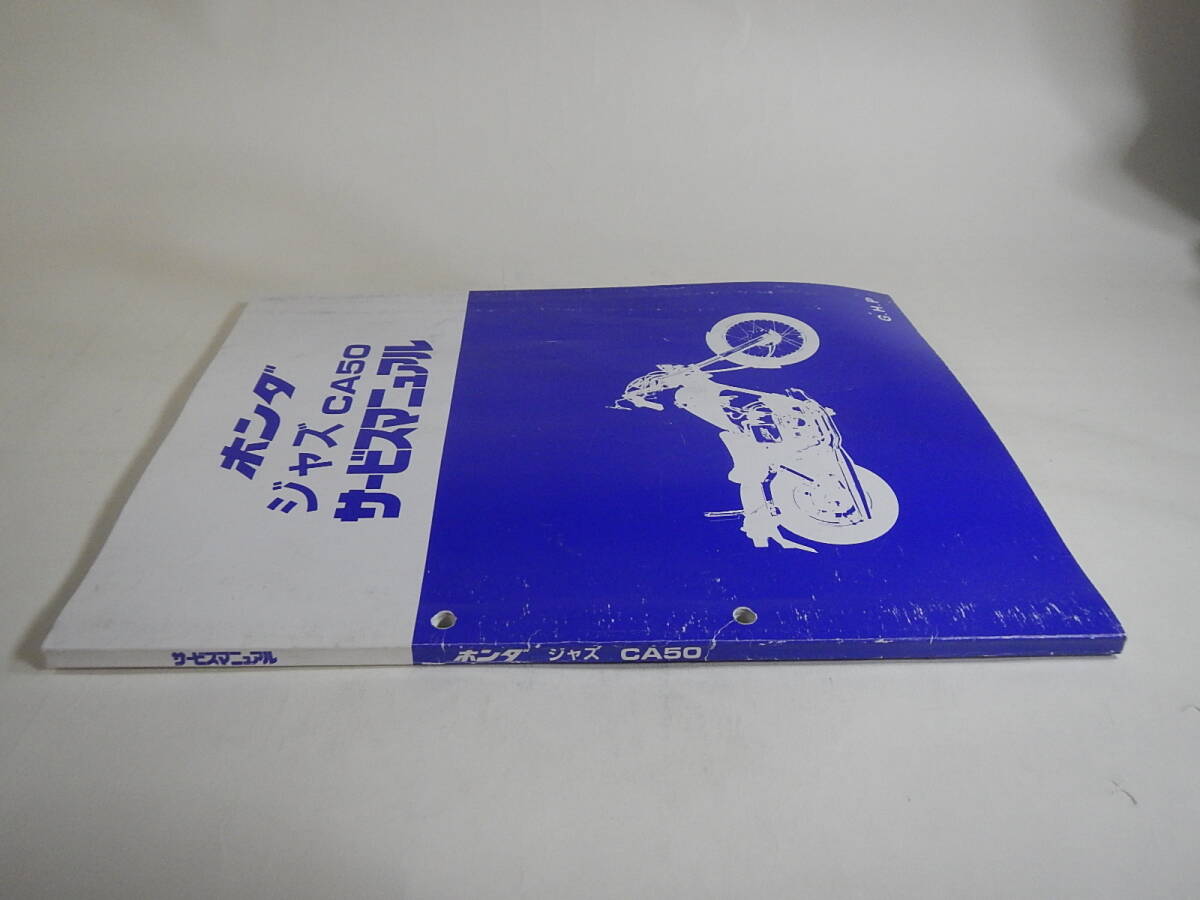 ホンダ
ジャズ CA50
サービスマニュアル
G.H.P
サービスマニュアル ホンダ ジャズ CA50